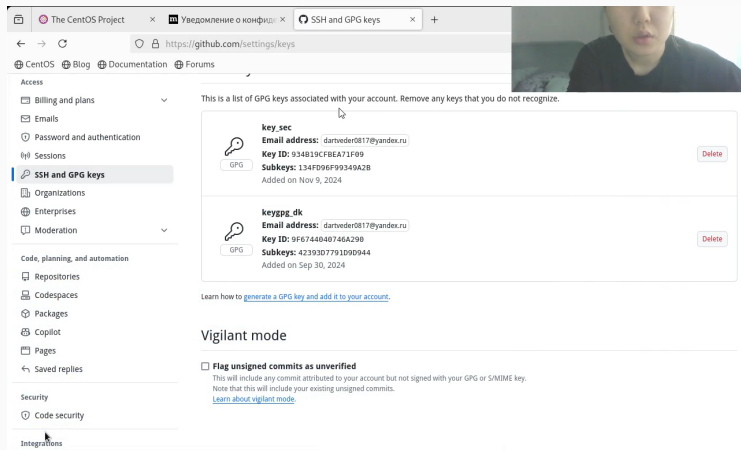 The CentOS Project
Уведомление о конфиде
SSH and GPG keys
https://github.com/settings/keys
CentOS Blog Documentation Forums
Access
Billing and plans
Emails
Password and authentication
Sessions
SSH and GPG keys
Organizations
Enterprises
Moderation
Code, planning, and automation
Repositories
Codespaces
Packages
Copilot
Pages
Saved replies
Security
Code security
Integrations
This is a list of GPG keys associated with your account. Remove any keys that you do not recognize.
GPG
key_sec
Email address: dartveder0817@yandex.ru
Key ID: 934B19CFBEA71F09
Subkeys: 134FD96F99349A2B
Added on Nov 9, 2024
Delete
GPG
keygpg_dk
Email address: dartveder0817@yandex.ru
Key ID: 9F6744040746A290
Subkeys: 42393D7791D9D944
Added on Sep 30, 2024
Delete
Learn how to generate a GPG key and add it to your account.
Vigilant mode
Flag unsigned commits as unverified
This will include any commit attributed to your account but not signed with your GPG or S/MIME key.
Note that this will include your existing unsigned commits.
Learn about vigilant mode.